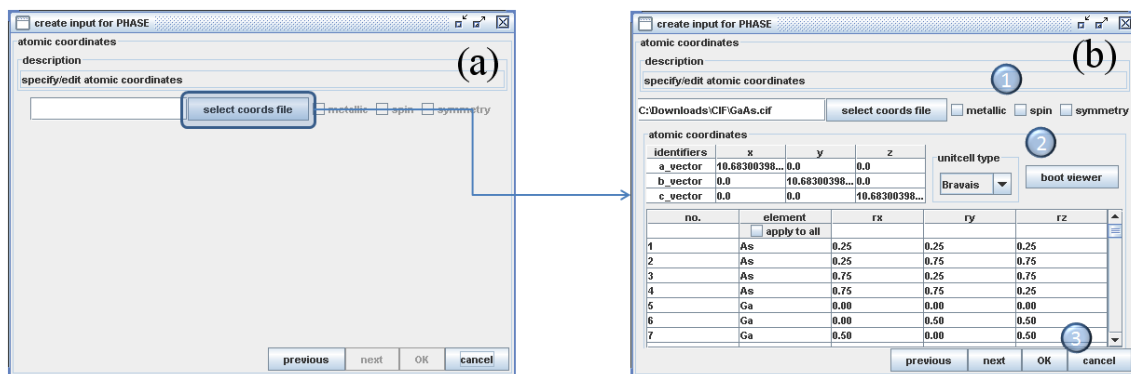 create input for PHASE
atomic coordinates
description
specify/edit atomic coordinates
(a)
select coords file metallic spin symmetry
previous next OK cancel
create input for PHASE
atomic coordinates
description
specify/edit atomic coordinates
(b)
1
C:\Downloads\CIF\GaAs.cif select coords file metallic spin symmetry
2
atomic coordinates
identifiers x y z
a_vector 10.68300398... 0.0 0.0
b_vector 0.0 10.68300398... 0.0
c_vector 0.0 0.0 10.68300398...
unitcell type
Bravais
boot viewer
no. element rx ry rz
apply to all
1 As 0.25 0.25 0.25
2 As 0.25 0.75 0.75
3 As 0.75 0.25 0.75
4 As 0.75 0.75 0.25
5 Ga 0.00 0.00 0.00
6 Ga 0.00 0.50 0.50
7 Ga 0.50 0.00 0.50
3
previous next OK cancel